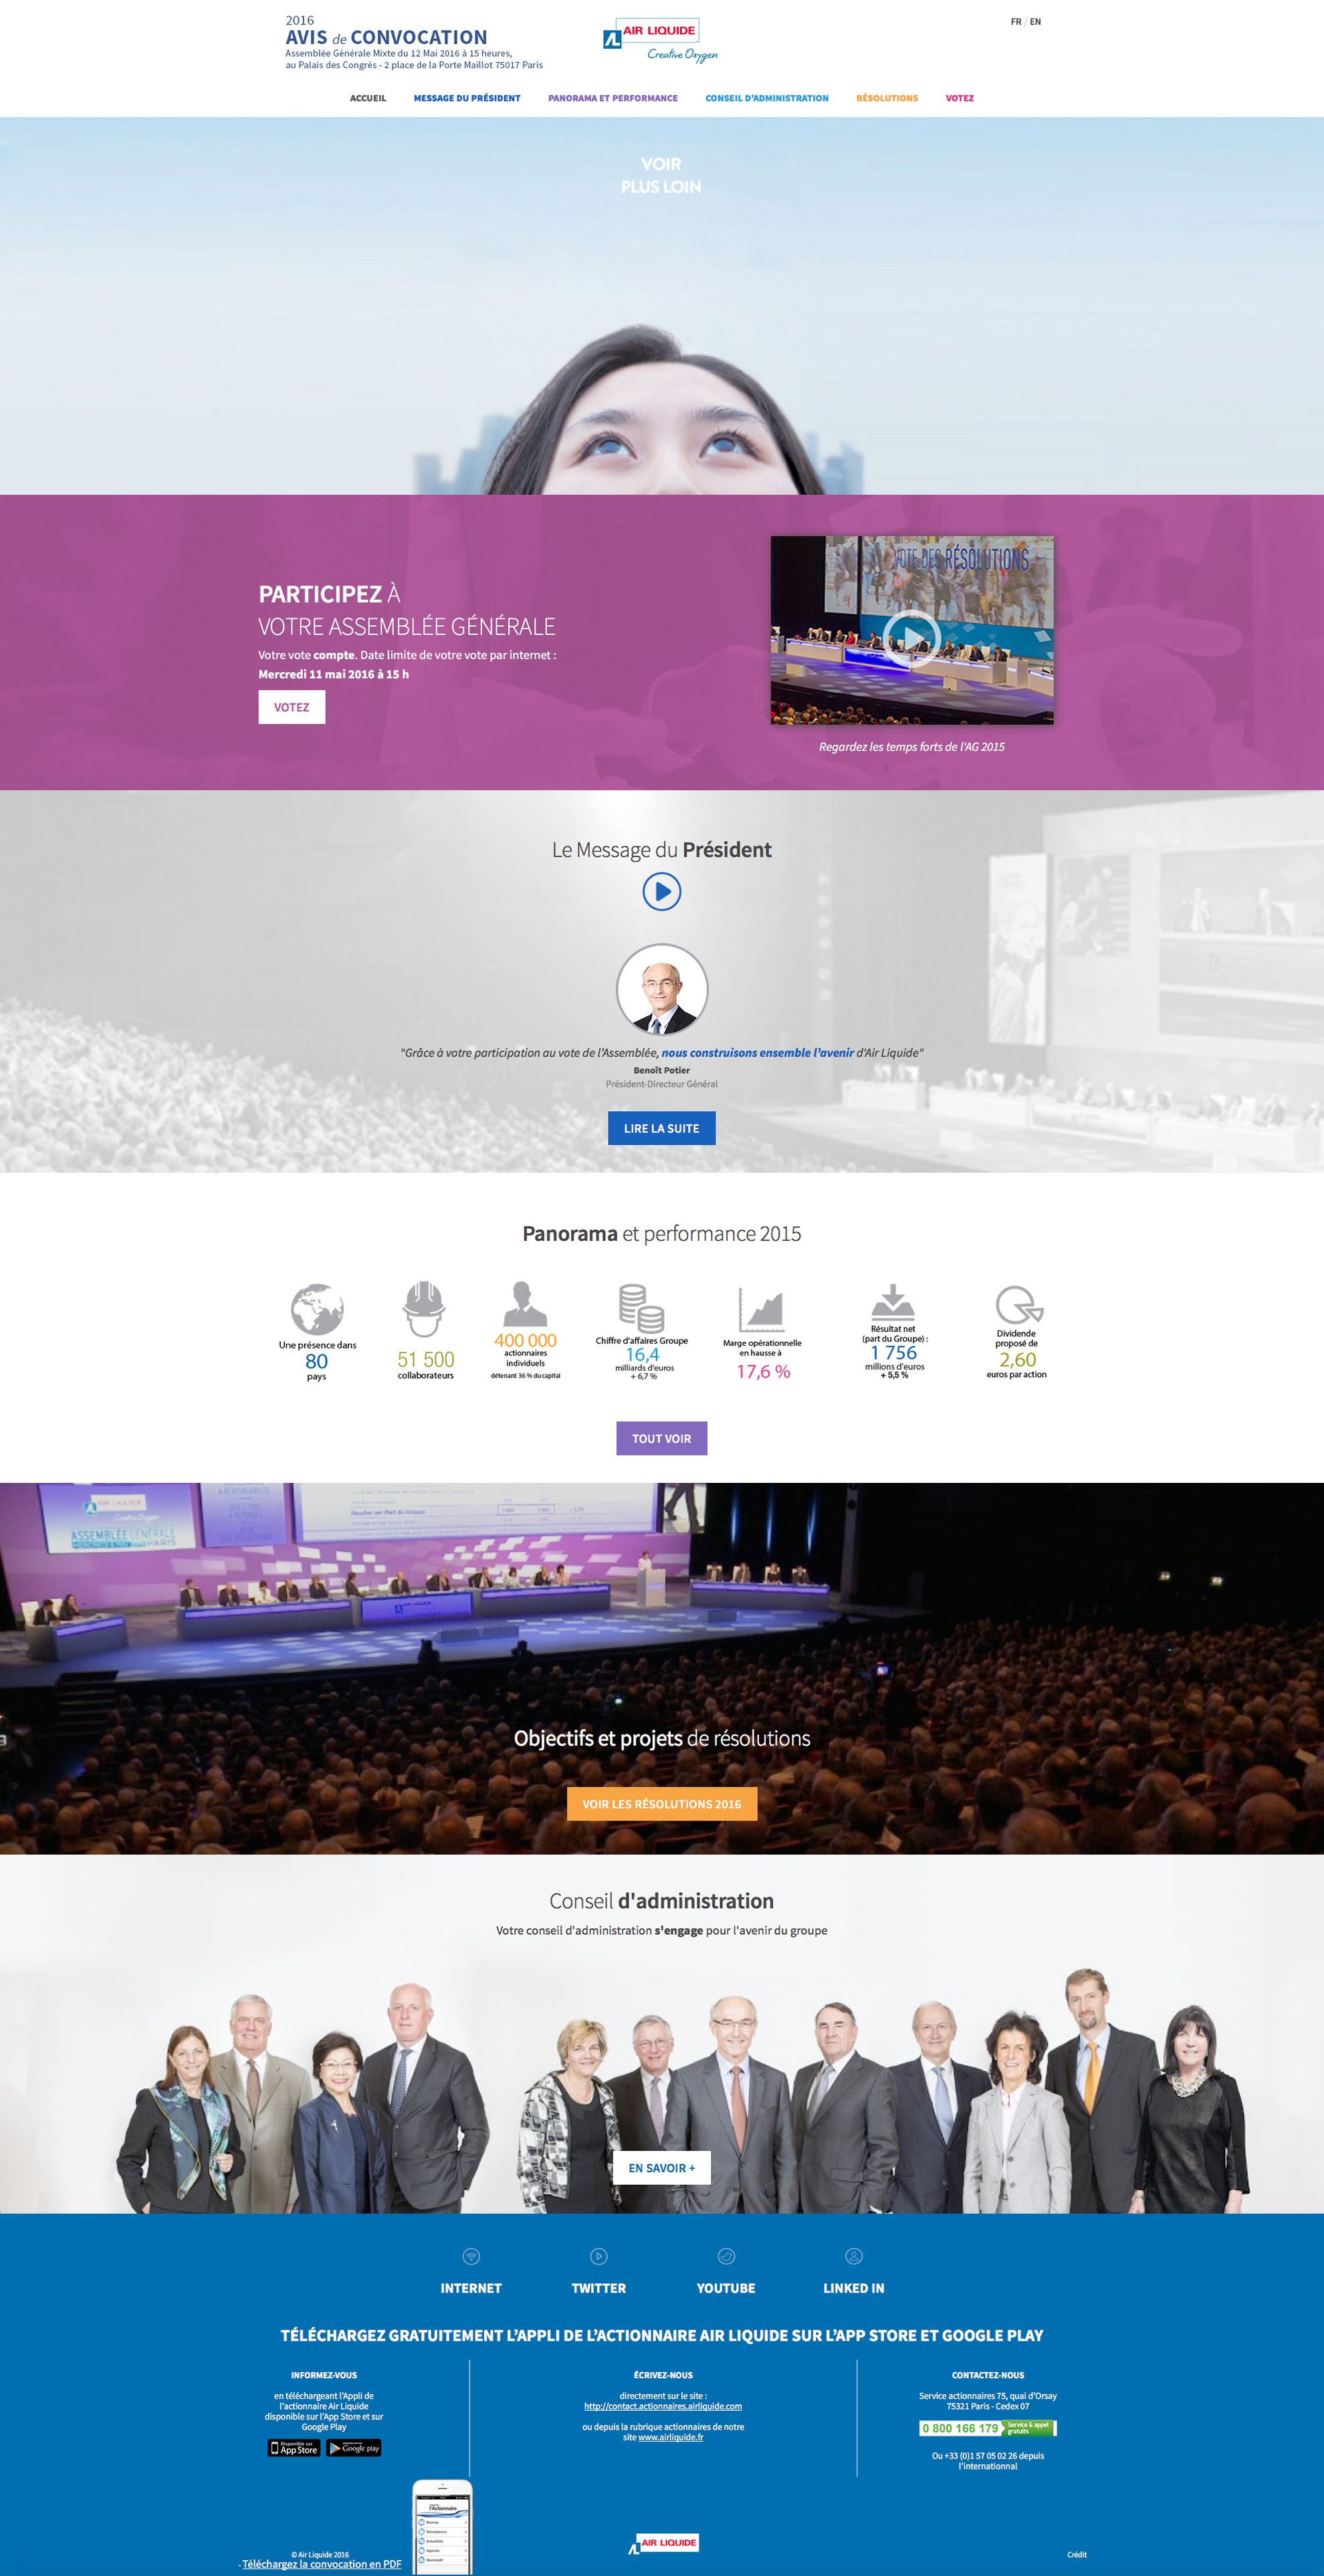 2016
AVIS de CONVOCATION
Assemblée Générale Mixte du 12 Mai 2016 à 15 heures,
au Palais des Congrès - 2 place de la Porte Maillot 75017 Paris
AIR LIQUIDE
Creative Oxygen
FR / EN
ACCUEIL MESSAGE DU PRÉSIDENT PANORAMA ET PERFORMANCE CONSEIL D'ADMINISTRATION RÉSOLUTIONS VOTEZ
VOIR
PLUS LOIN
PARTICIPEZ À
VOTRE ASSEMBLÉE GÉNÉRALE
Votre vote compte. Date limite de votre vote par internet :
Mercredi 11 mai 2016 à 15 h
VOTEZ
VOTE DES RÉSOLUTIONS
Regardez les temps forts de l'AG 2015
Le Message du Président
"Grâce à votre participation au vote de l'Assemblée, nous construisons ensemble l'avenir d'Air Liquide"
Benoît Potier
Président-Directeur Général
LIRE LA SUITE
Panorama et performance 2015
Une présence dans
80
pays
51 500
collaborateurs
400 000
actionnaires
individuels
détenant 36 % du capital
Chiffre d'affaires Groupe
16,4
milliards d'euros
+ 6,7 %
Marge opérationnelle
en hausse à
17,6 %
Résultat net
(part du Groupe) :
1 756
millions d'euros
+ 5,5 %
Dividende
proposé de
2,60
euros par action
TOUT VOIR
AIR LIQUIDE
Creative Oxygen
ASSEMBLÉE GÉNÉRALE
PARIS
Objectifs et projets de résolutions
VOIR LES RÉSOLUTIONS 2016
Conseil d'administration
Votre conseil d'administration s'engage pour l'avenir du groupe
EN SAVOIR +
INTERNET TWITTER YOUTUBE LINKED IN
TÉLÉCHARGEZ GRATUITEMENT L'APPLI DE L'ACTIONNAIRE AIR LIQUIDE SUR L'APP STORE ET GOOGLE PLAY
INFORMEZ-VOUS
en téléchargeant l'Appli de
l'actionnaire Air Liquide
disponible sur l'App Store et sur
Google Play
Disponible sur
App Store
Google play
ÉCRIVEZ-NOUS
directement sur le site :
http://contact.actionnaires.airliquide.com
ou depuis la rubrique actionnaires de notre
site www.airliquide.fr
CONTACTEZ-NOUS
Service actionnaires 75, quai d'Orsay
75321 Paris - Cedex 07
0 800 166 179 Service & appel
gratuits
Ou +33 (0)1 57 05 02 26 depuis
l'internationnal
l'Actionnaire
Bourse
Simulateurs
Actualités
Agenda
Nominatif
© Air Liquide 2016
- Téléchargez la convocation en PDF
AIR LIQUIDE
Crédit